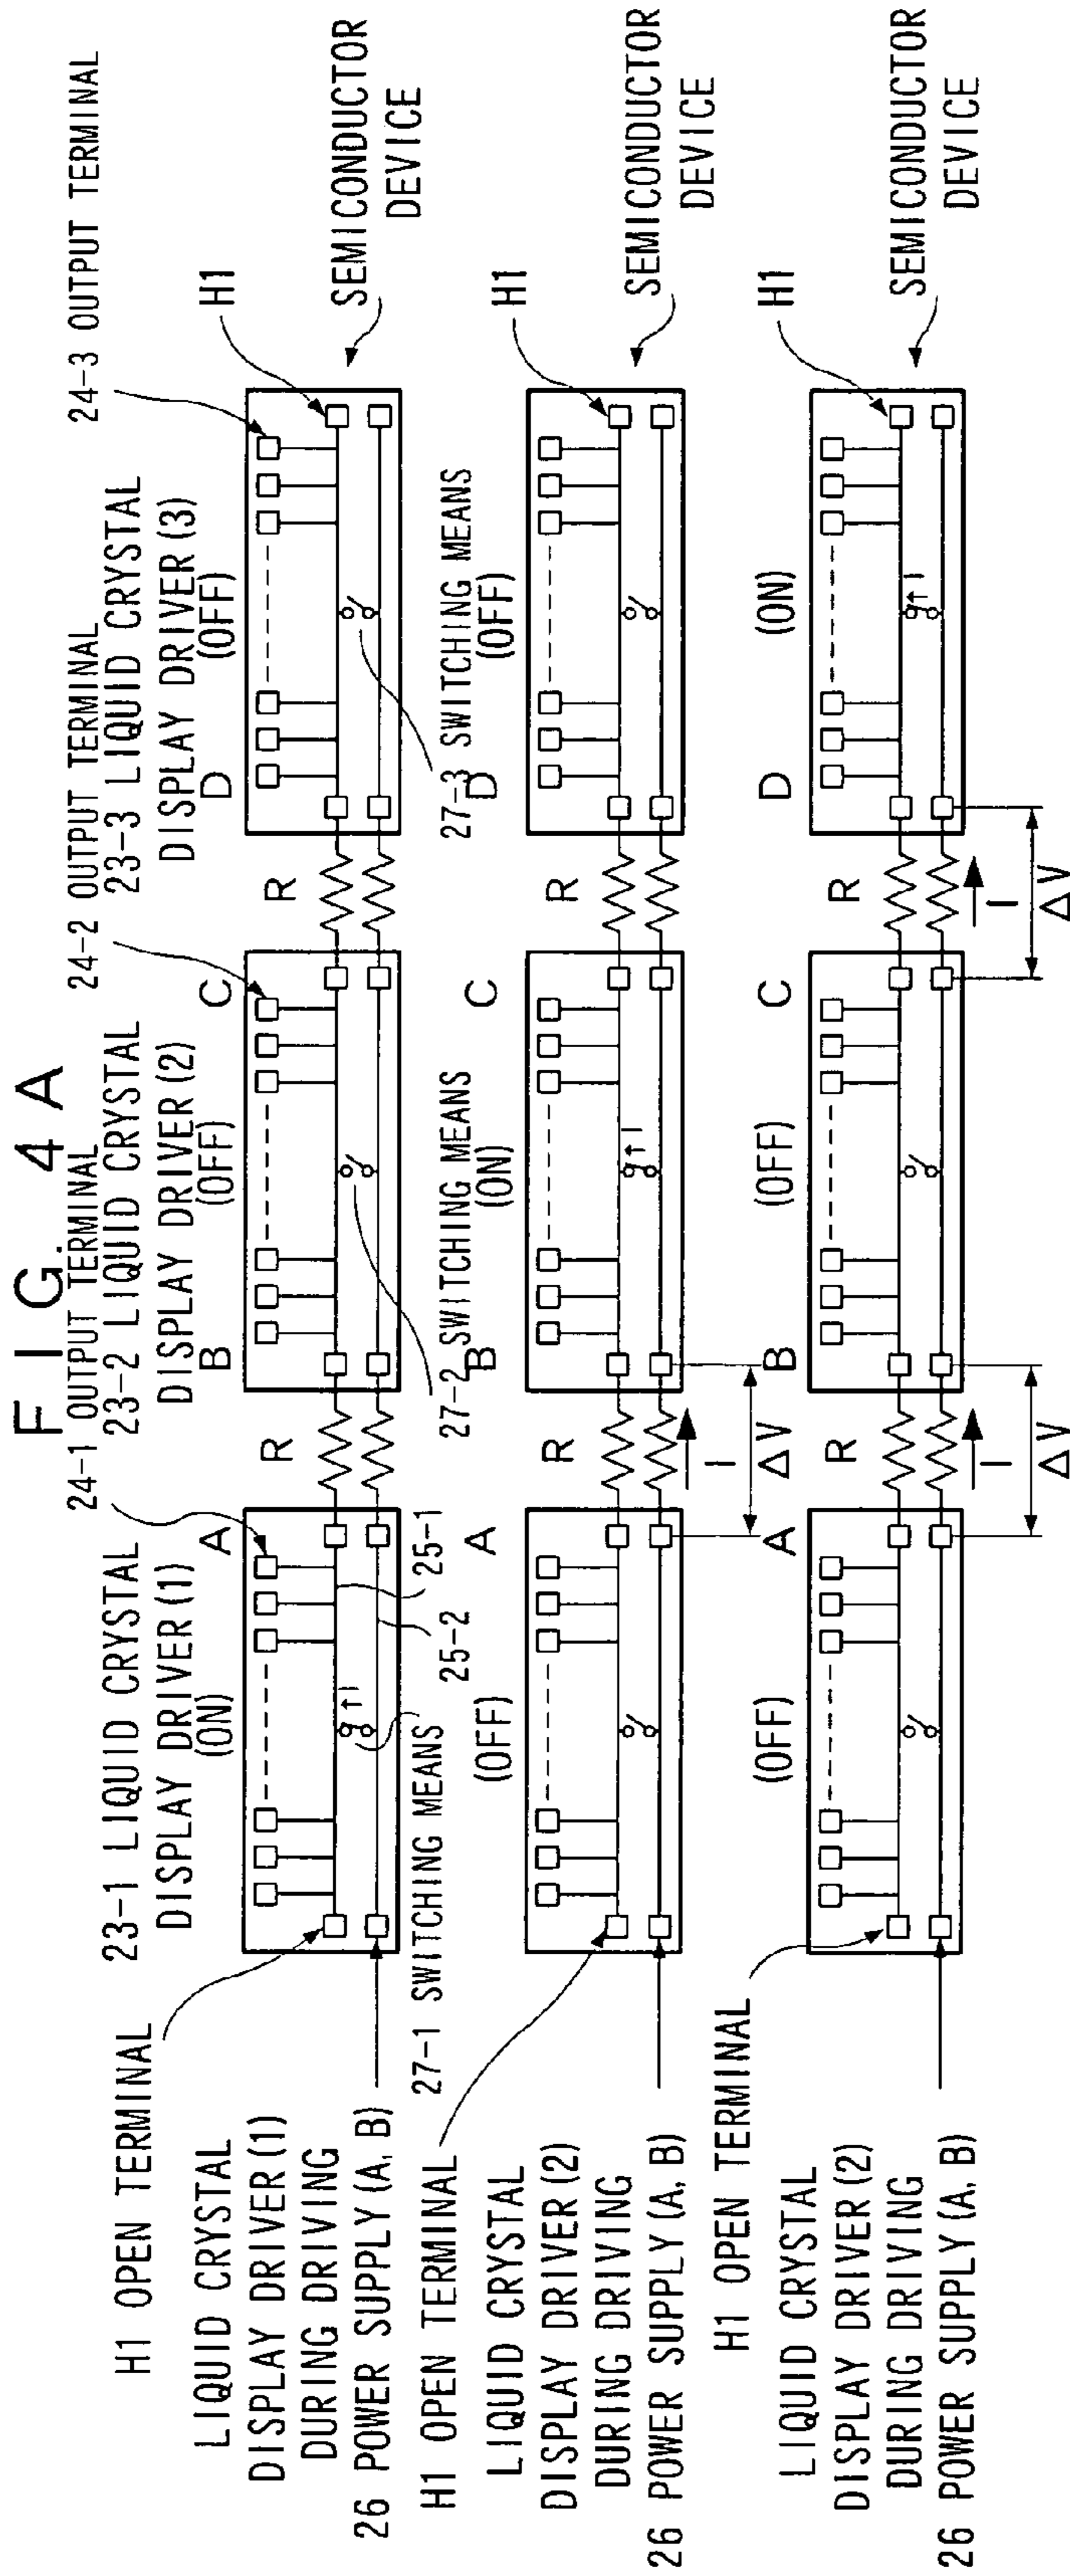 FIG. 4A
24-1 OUTPUT TERMINAL
24-2 OUTPUT TERMINAL
24-3 OUTPUT TERMINAL
23-1 LIQUID CRYSTAL
DISPLAY DRIVER(1)
(ON)
23-2 LIQUID CRYSTAL
DISPLAY DRIVER(2)
(OFF)
23-3 LIQUID CRYSTAL
DISPLAY DRIVER(3)
(OFF)
H1 OPEN TERMINAL
A
R
B
C
R
D
H1
LIQUID CRYSTAL
DISPLAY DRIVER(1)
DURING DRIVING
26 POWER SUPPLY(A, B)
I
25-1
25-2
SEMICONDUCTOR
DEVICE
27-1 SWITCHING MEANS
27-2 SWITCHING MEANS
27-3 SWITCHING MEANS
H1 OPEN TERMINAL
(OFF)
A
R
B
(ON)
C
R
D
(OFF)
H1
LIQUID CRYSTAL
DISPLAY DRIVER(2)
DURING DRIVING
26 POWER SUPPLY(A, B)
I
I
ΔV
SEMICONDUCTOR
DEVICE
H1 OPEN TERMINAL
(OFF)
A
R
B
(OFF)
C
R
D
(ON)
H1
LIQUID CRYSTAL
DISPLAY DRIVER(2)
DURING DRIVING
26 POWER SUPPLY(A, B)
I
I
I
ΔV
ΔV
SEMICONDUCTOR
DEVICE